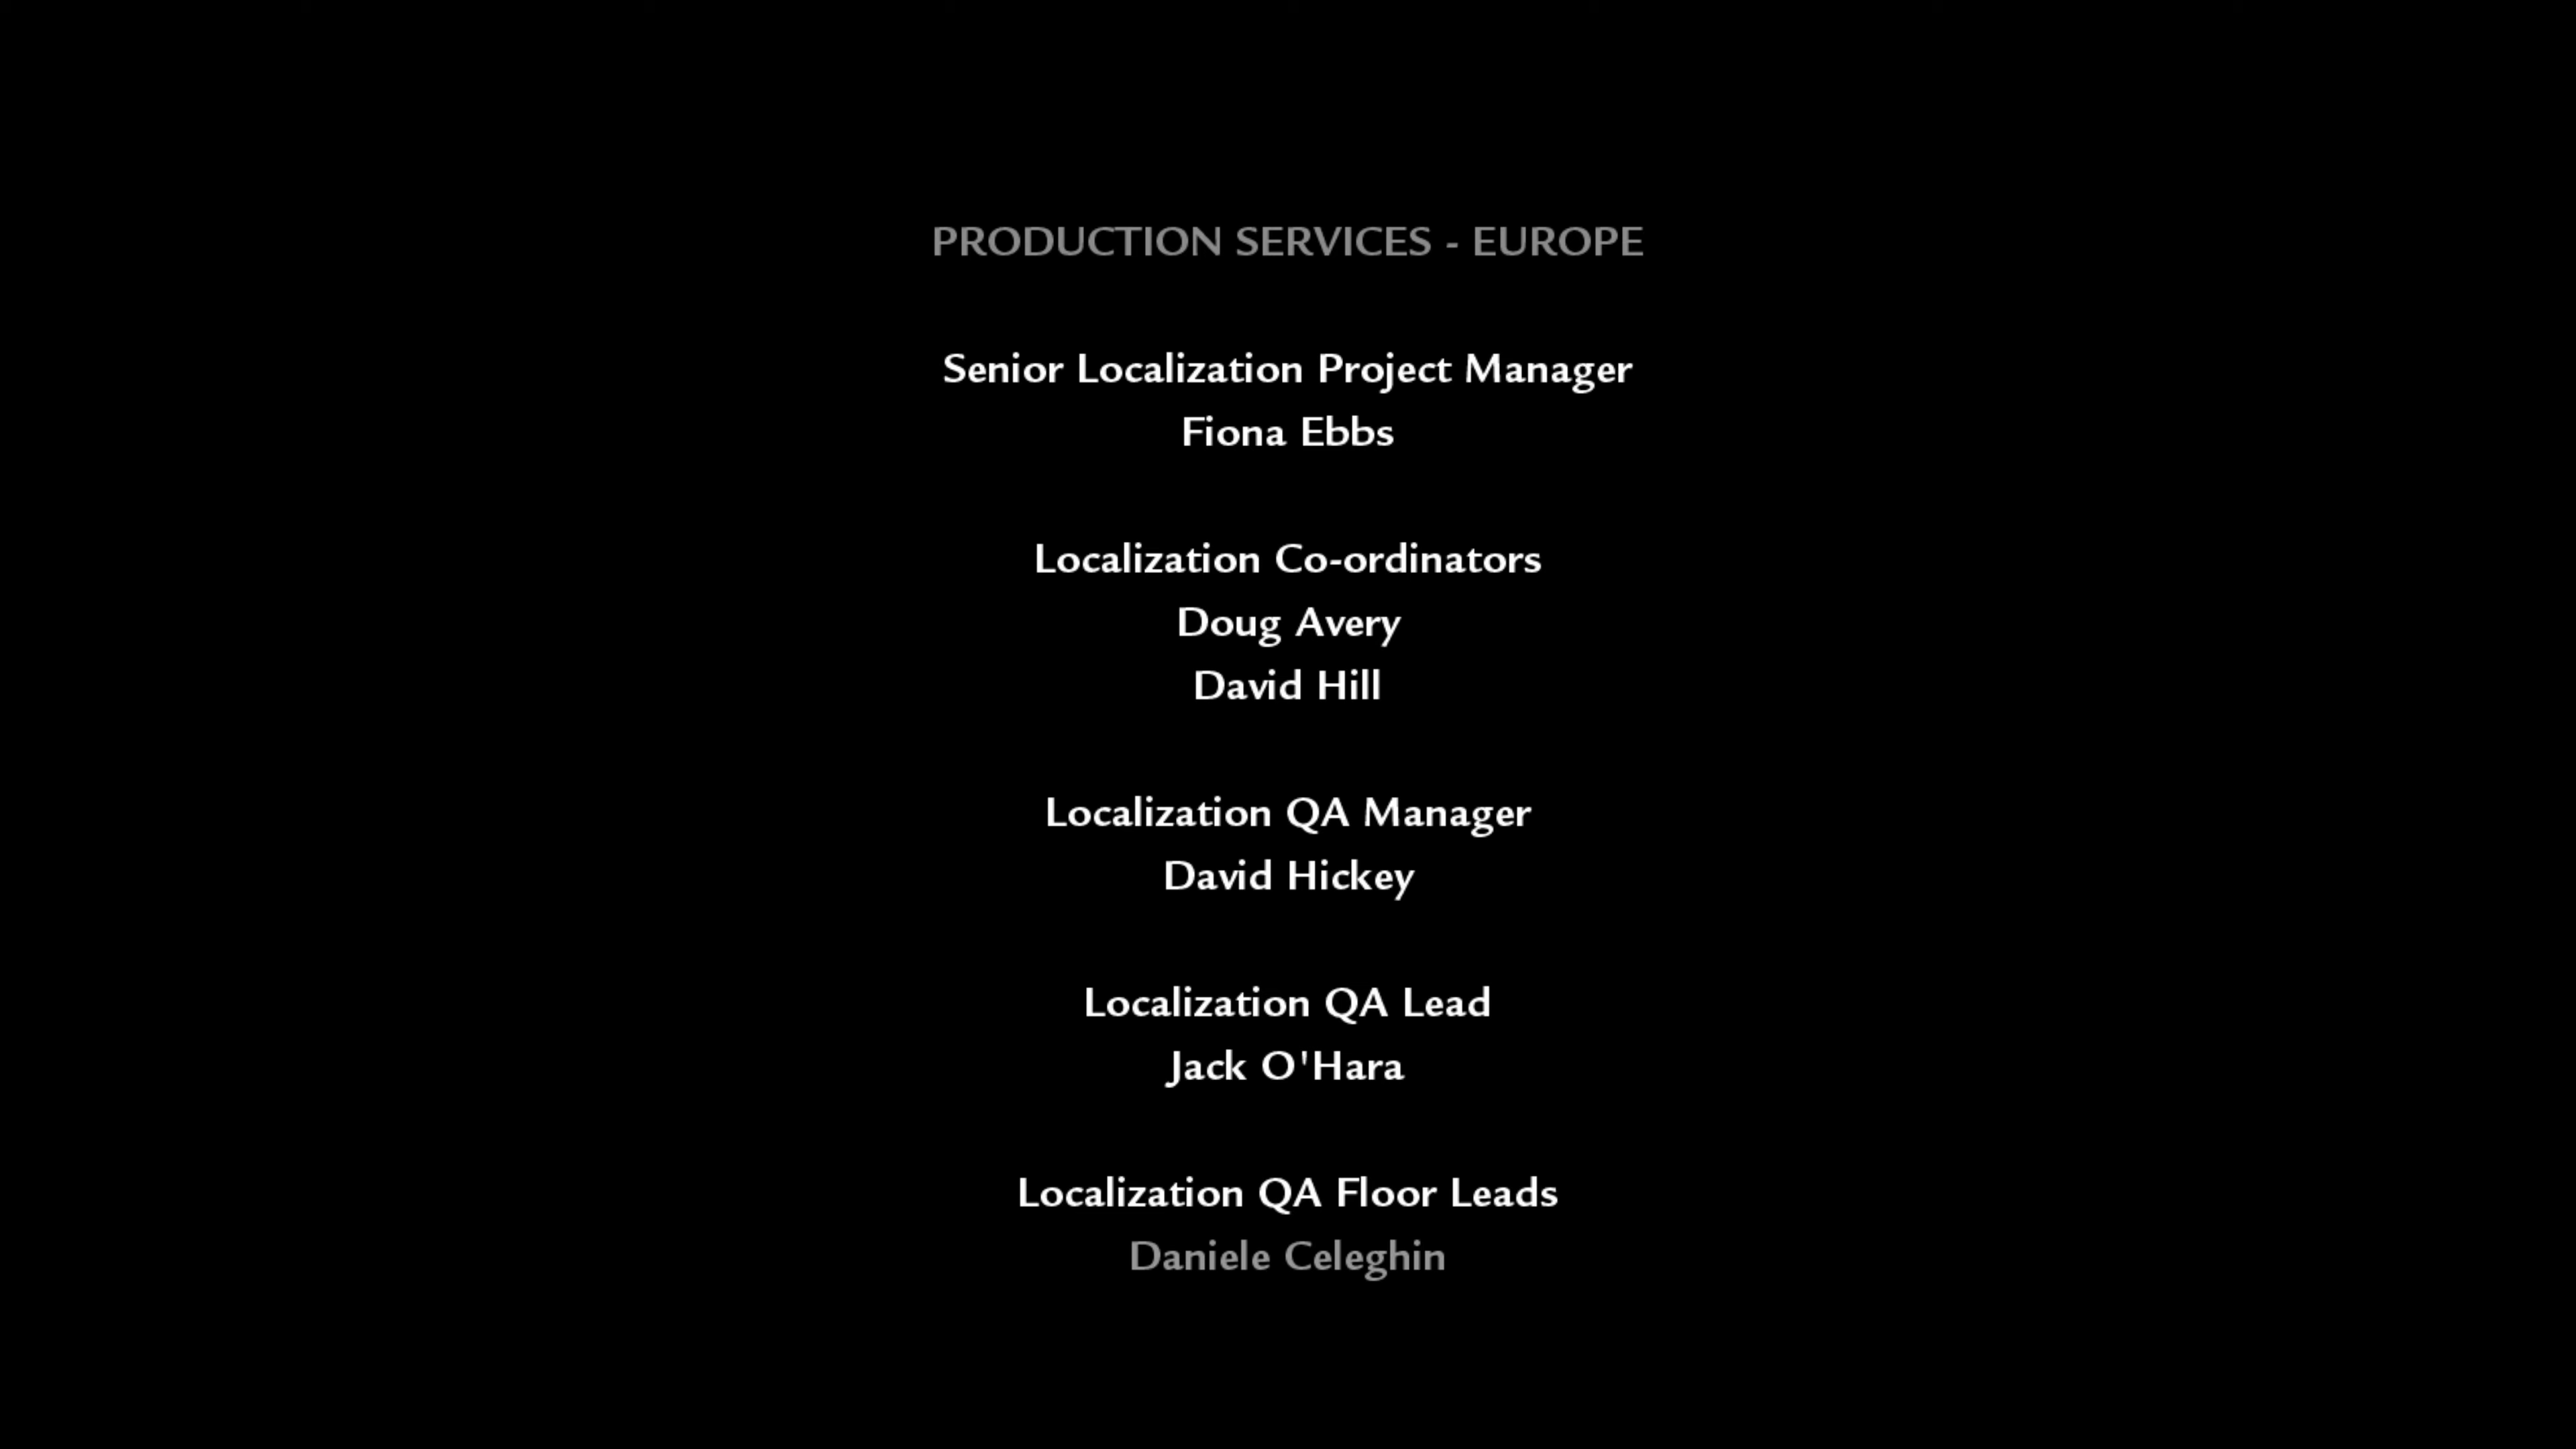 PRODUCTION SERVICES - EUROPE
Senior Localization Project Manager
Fiona Ebbs
Localization Co-ordinators
Doug Avery
David Hill
Localization QA Manager
David Hickey
Localization QA Lead
Jack O'Hara
Localization QA Floor Leads
Daniele Celeghin